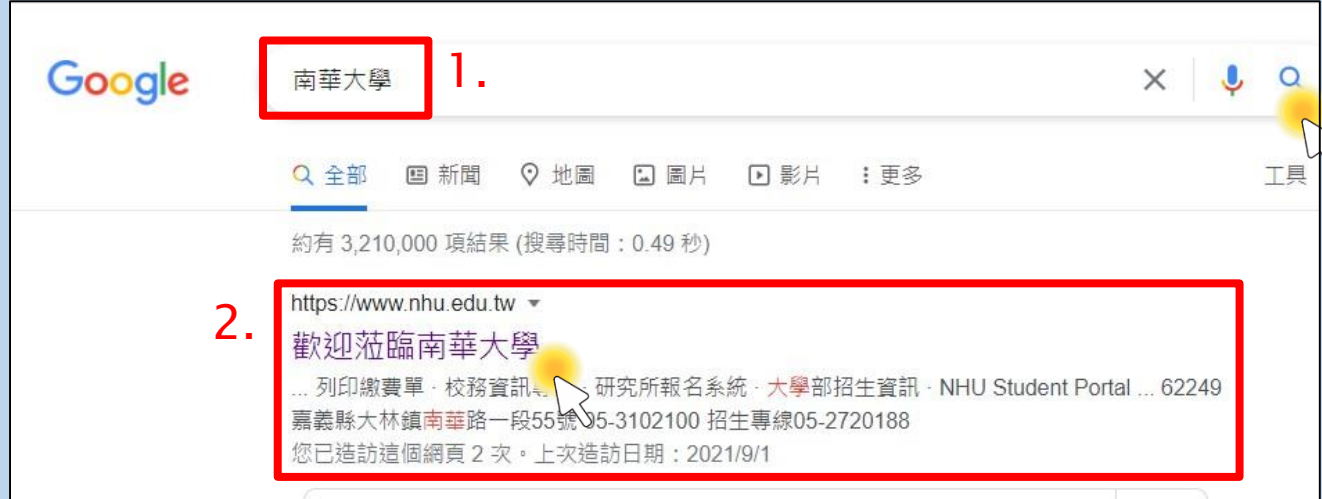 Google
南華大學
1.
全部 新聞 地圖 圖片 影片 更多 工具
約有 3,210,000 項結果 (搜尋時間：0.49 秒)
2.
https://www.nhu.edu.tw
歡迎蒞臨南華大學
... 列印繳費單 · 校務資訊 · 研究所報名系統 · 大學部招生資訊 · NHU Student Portal ... 62249
嘉義縣大林鎮南華路一段55號 05-3102100 招生專線05-2720188
您已造訪這個網頁 2 次。上次造訪日期：2021/9/1